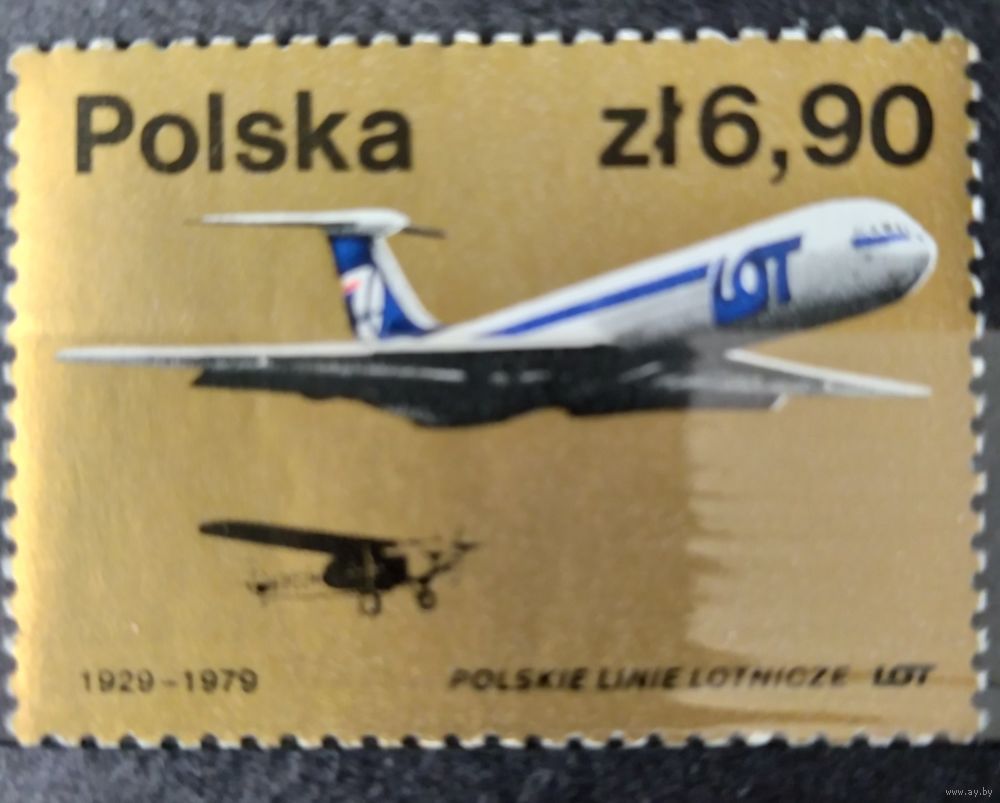 Polska zł6,90
LOT
1929-1979 POLSKIE LINIE LOTNICZE LOT
www.ay.by